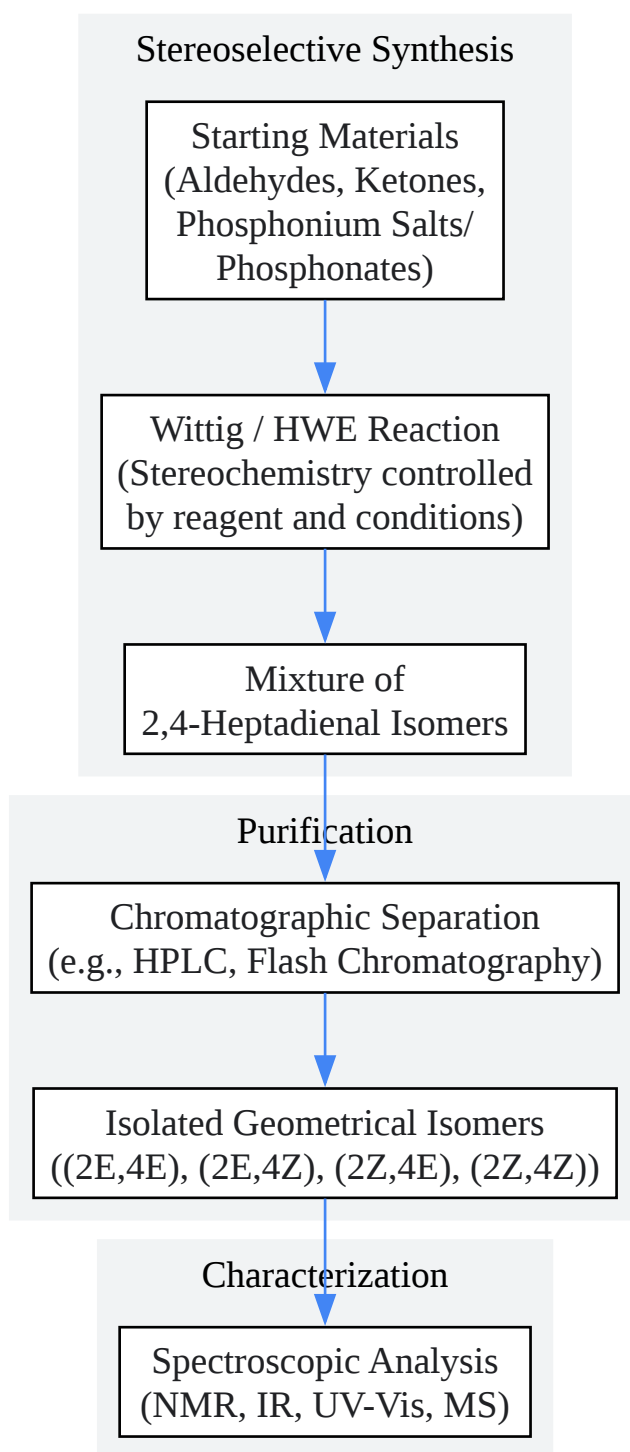 Stereoselective Synthesis
Starting Materials
(Aldehydes, Ketones,
Phosphonium Salts/
Phosphonates)
Wittig / HWE Reaction
(Stereochemistry controlled
by reagent and conditions)
Mixture of
2,4-Heptadienal Isomers
Purification
Chromatographic Separation
(e.g., HPLC, Flash Chromatography)
Isolated Geometrical Isomers
((2E,4E), (2E,4Z), (2Z,4E), (2Z,4Z))
Characterization
Spectroscopic Analysis
(NMR, IR, UV-Vis, MS)